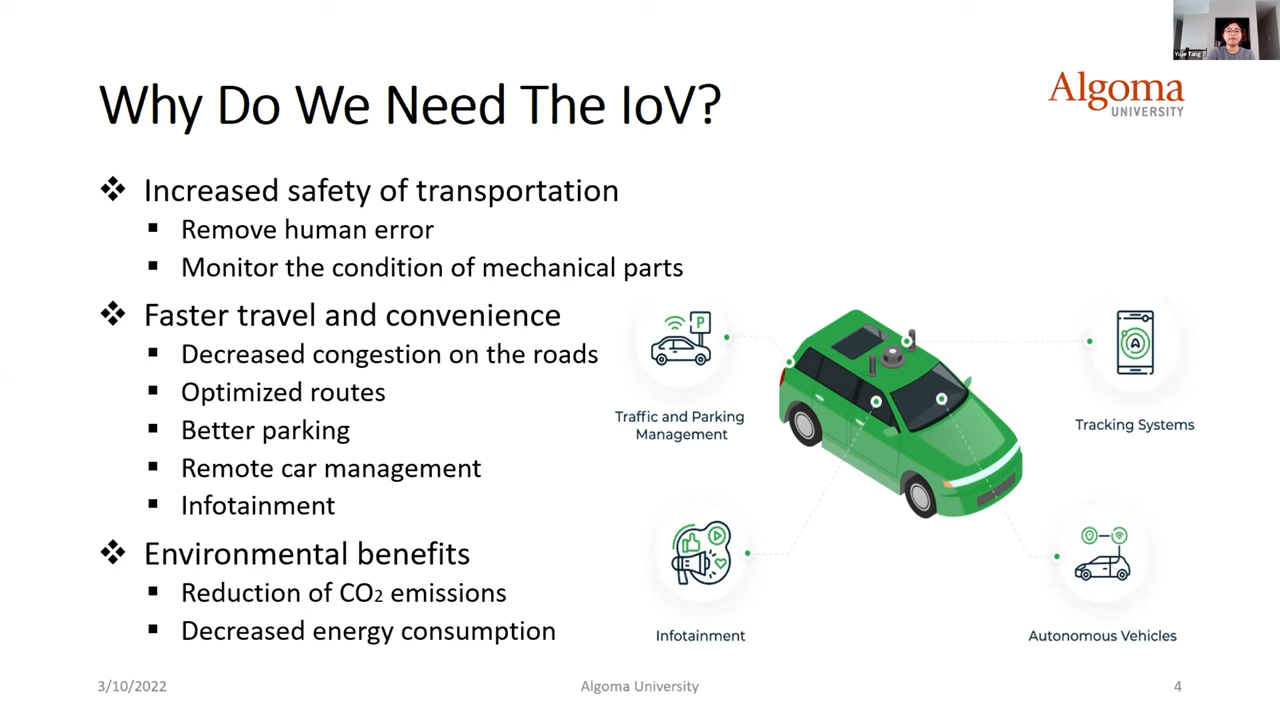 Why Do We Need The IoV?
Algoma
UNIVERSITY
Yujie Tang
❖ Increased safety of transportation
▪ Remove human error
▪ Monitor the condition of mechanical parts
❖ Faster travel and convenience
▪ Decreased congestion on the roads
▪ Optimized routes
▪ Better parking
▪ Remote car management
▪ Infotainment
❖ Environmental benefits
▪ Reduction of CO2 emissions
▪ Decreased energy consumption
P
Traffic and Parking
Management
Tracking Systems
Infotainment
Autonomous Vehicles
3/10/2022
Algoma University
4